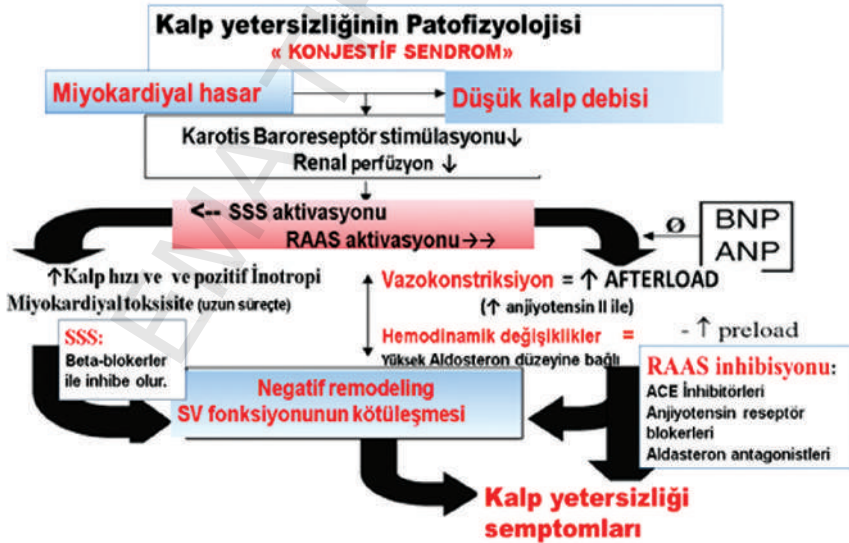 Kalp yetersizliğinin Patofizyolojisi
« KONJESTİF SENDROM»
Miyokardiyal hasar
Düşük kalp debisi
Karotis Baroreseptör stimülasyonu↓
Renal perfüzyon ↓
<-- SSS aktivasyonu
RAAS aktivasyonu→→
Ø
BNP
ANP
↑Kalp hızı ve ve pozitif İnotropi
Miyokardiyal toksisite (uzun süreçte)
Vazokonstriksiyon = ↑ AFTERLOAD
(↑ anjiyotensin II ile)
Hemodinamik değişiklikler =
- ↑ preload
Yüksek Aldosteron düzeyine bağlı
SSS:
Beta-blokerler
ile inhibe olur.
RAAS inhibisyonu:
ACE İnhibitörleri
Anjiyotensin reseptör
blokerleri
Aldasteron antagonistleri
Negatif remodeling
SV fonksiyonunun kötüleşmesi
Kalp yetersizliği
semptomları